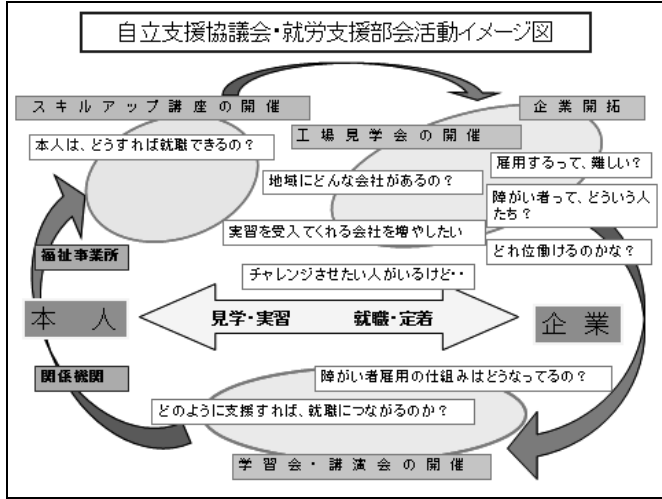 自立支援協議会・就労支援部会活動イメージ図
スキルアップ講座の開催
企業開拓
工場見学会の開催
本人は、どうすれば就職できるの?
雇用するって、難しい?
地域にどんな会社があるの?
障がい者って、どういう人
たち?
実習を受入てくれる会社を増やしたい
どれ位働けるのかな?
福祉事業所
チャレンジさせたい人がいるけど・・
本人
見学・実習 就職・定着
企業
関係機関
障がい者雇用の仕組みはどうなってるの?
どのように支援すれば、就職につながるのか?
学習会・講演会の開催